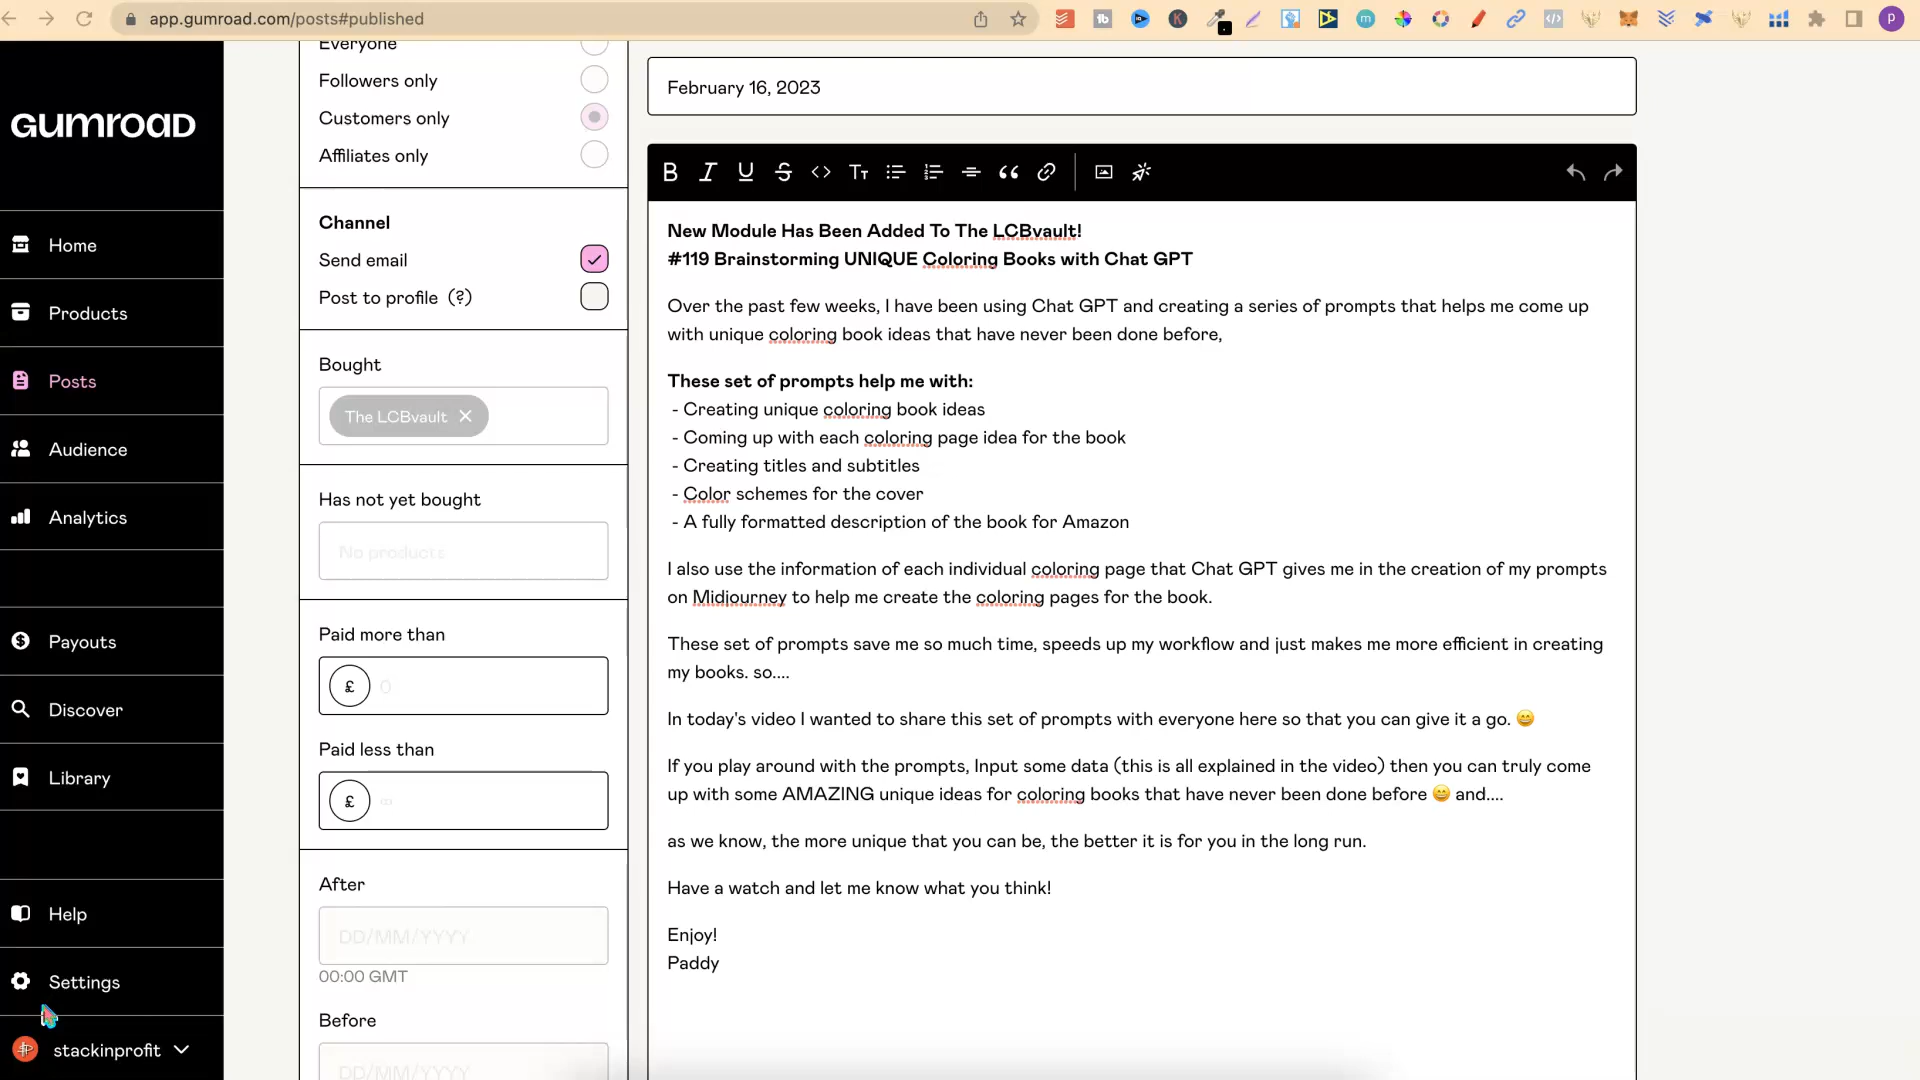 app.gumroad.com/posts#published
P
GUMROAD
Home
Products
Posts
Audience
Analytics
Payouts
Discover
Library
Help
Settings
stackinprofit
Everyone
Followers only
Customers only
Affiliates only
Channel
Send email
Post to profile (?)
Bought
The LCBvault
Has not yet bought
No products
Paid more than
£ 0
Paid less than
£ ∞
After
DD/MM/YYYY
00:00 GMT
Before
DD/MM/YYYY
February 16, 2023
New Module Has Been Added To The LCBvault!
#119 Brainstorming UNIQUE Coloring Books with Chat GPT
Over the past few weeks, I have been using Chat GPT and creating a series of prompts that helps me come up
with unique coloring book ideas that have never been done before,
These set of prompts help me with:
- Creating unique coloring book ideas
- Coming up with each coloring page idea for the book
- Creating titles and subtitles
- Color schemes for the cover
- A fully formatted description of the book for Amazon
I also use the information of each individual coloring page that Chat GPT gives me in the creation of my prompts
on Midjourney to help me create the coloring pages for the book.
These set of prompts save me so much time, speeds up my workflow and just makes me more efficient in creating
my books. so....
In today's video I wanted to share this set of prompts with everyone here so that you can give it a go. 😄
If you play around with the prompts, Input some data (this is all explained in the video) then you can truly come
up with some AMAZING unique ideas for coloring books that have never been done before 😄 and....
as we know, the more unique that you can be, the better it is for you in the long run.
Have a watch and let me know what you think!
Enjoy!
Paddy